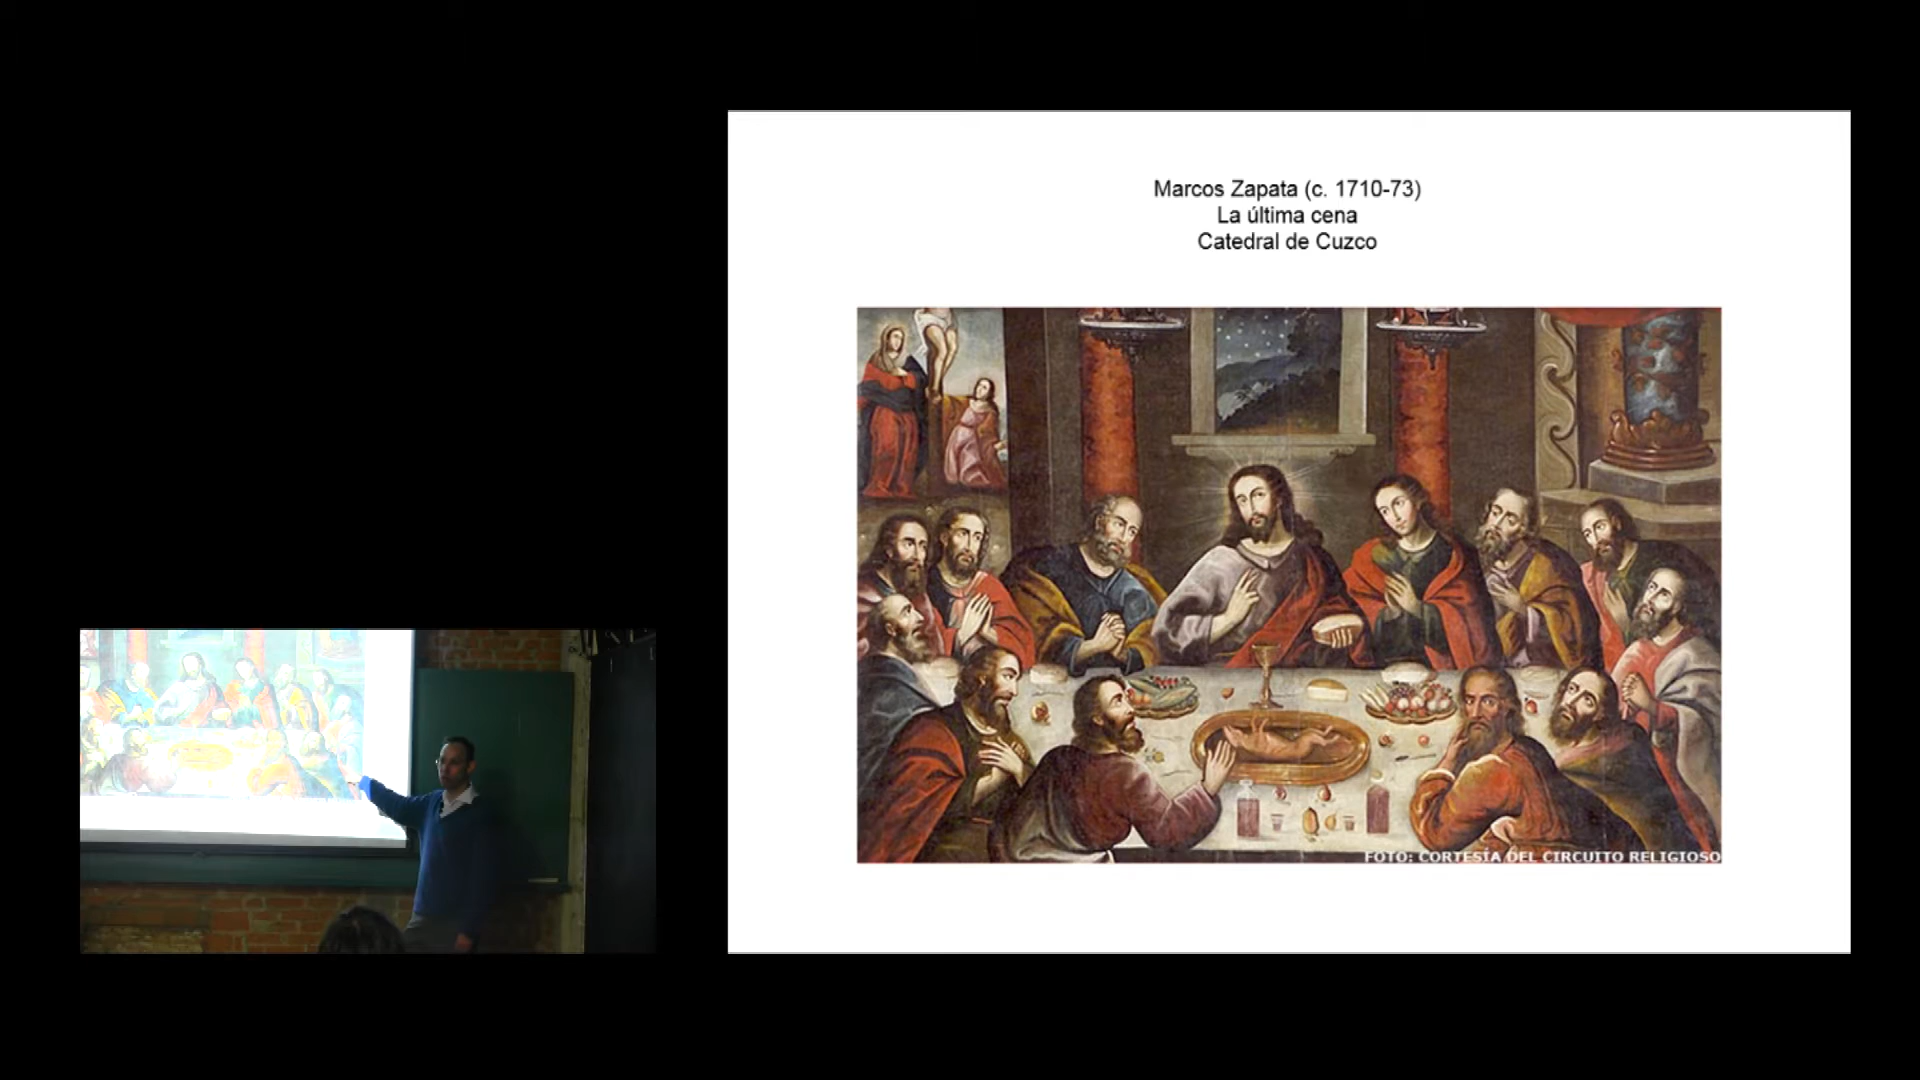 Marcos Zapata (c. 1710-73)
La última cena
Catedral de Cuzco
FOTO: CORTESÍA DEL CIRCUITO RELIGIOSO